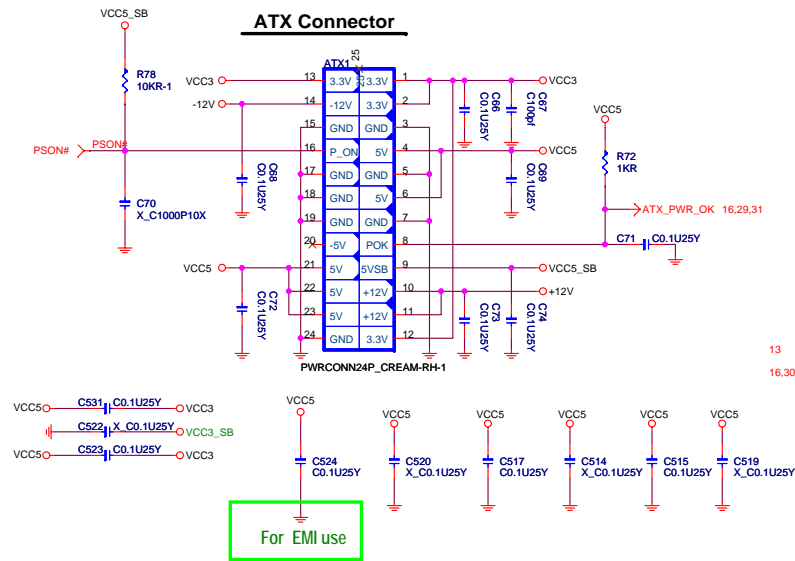 ATX Connector
VCC5_SB
R78
10KR-1
PSON#
PSON#
C70
X_C1000P10X
VCC3
-12V
C68
C0.1U25Y
VCC5
C72
C0.1U25Y
ATX1
25
25
13 3.3V 3.3V 1
14 -12V 3.3V 2
15 GND GND 3
16 P_ON 5V 4
17 GND GND 5
18 GND 5V 6
19 GND GND 7
20 -5V POK 8
21 5V 5VSB 9
22 5V +12V 10
23 5V +12V 11
24 GND 3.3V 12
PWRCONN24P_CREAM-RH-1
C66
C0.1U25Y
C67
C100pf
VCC3
C69
C0.1U25Y
VCC5
VCC5
R72
1KR
ATX_PWR_OK 16,29,31
C71 C0.1U25Y
VCC5_SB
+12V
C73
C0.1U25Y
C74
C0.1U25Y
13
16,30
VCC5 C531 C0.1U25Y VCC3
C522 X_C0.1U25Y VCC3_SB
VCC5 C523 C0.1U25Y VCC3
VCC5
C524
C0.1U25Y
For EMI use
VCC5
C520
X_C0.1U25Y
VCC5
C517
C0.1U25Y
VCC5
C514
X_C0.1U25Y
VCC5
C515
C0.1U25Y
VCC5
C519
X_C0.1U25Y